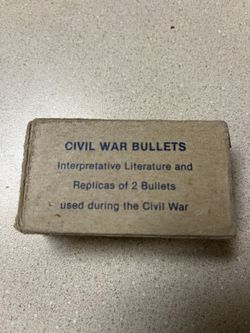 CIVIL WAR BULLETS
Interpretative Literature and
Replicas of 2 Bullets
used during the Civil War